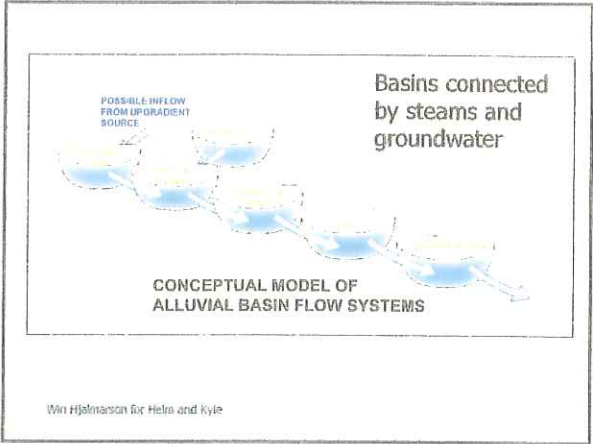 Basins connected
by steams and
groundwater
POSSIBLE INFLOW
FROM UPGRADIENT
SOURCE
CONCEPTUAL MODEL OF
ALLUVIAL BASIN FLOW SYSTEMS
Win Hjalmarson for Helm and Kyle